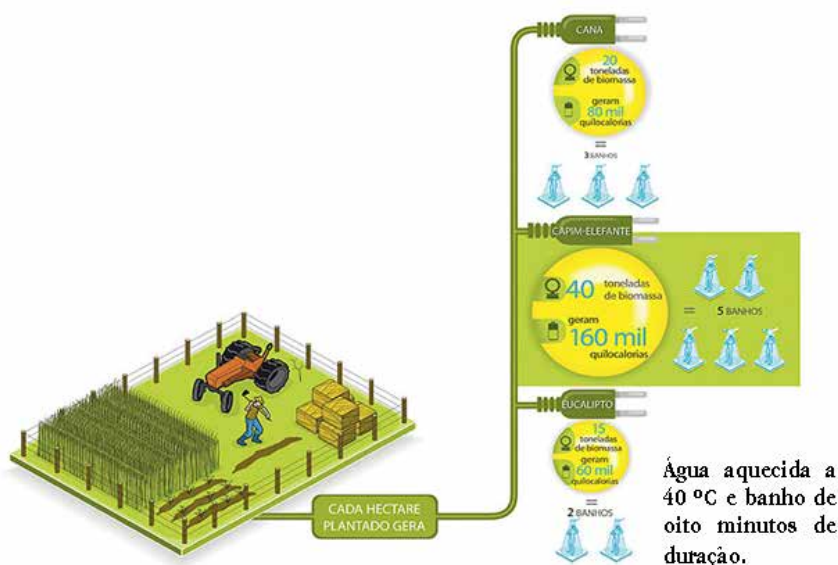 CANA
20
toneladas
de biomassa
geram
80 mil
quilocalorias
=
3 BANHOS
CAPIM-ELEFANTE
40 toneladas
de biomassa
geram
160 mil
quilocalorias
= 5 BANHOS
EUCALIPTO
15
toneladas
de biomassa
geram
60 mil
quilocalorias
=
2 BANHOS
CADA HECTARE
PLANTADO GERA
Água aquecida a
40 ºC e banho de
oito minutos de
duração.